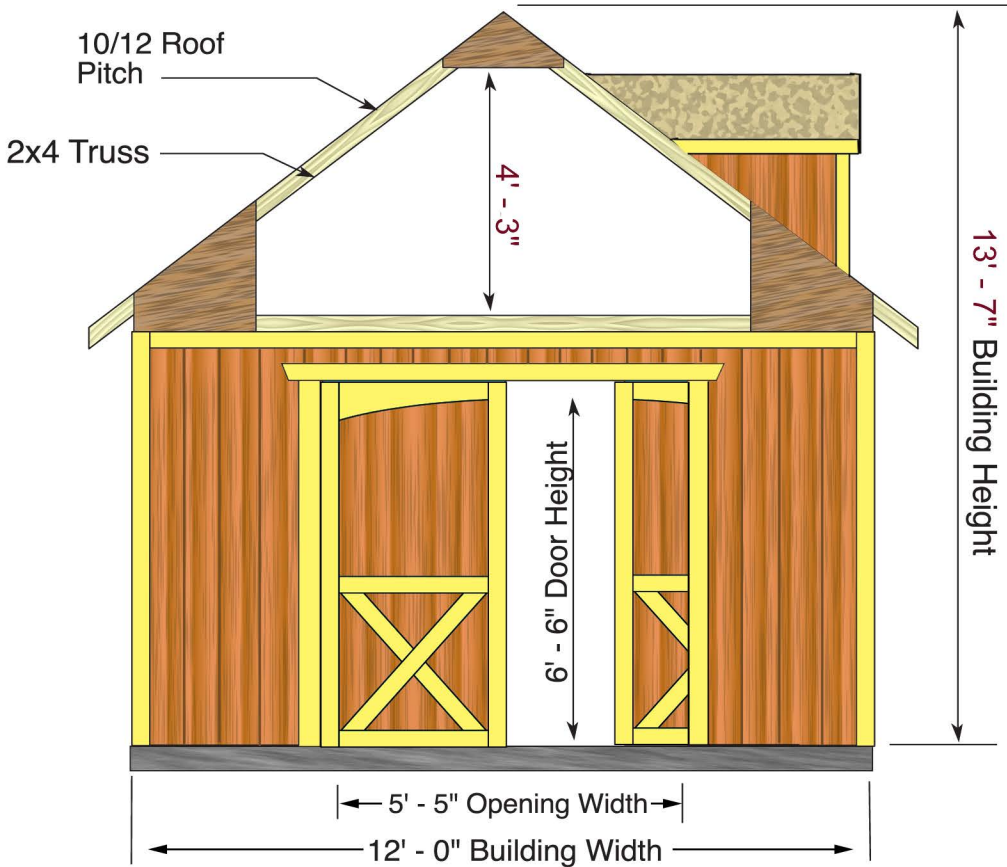 10/12 Roof
Pitch
2x4 Truss
4' - 3"
13' - 7" Building Height
6' - 6" Door Height
5' - 5" Opening Width
12' - 0" Building Width